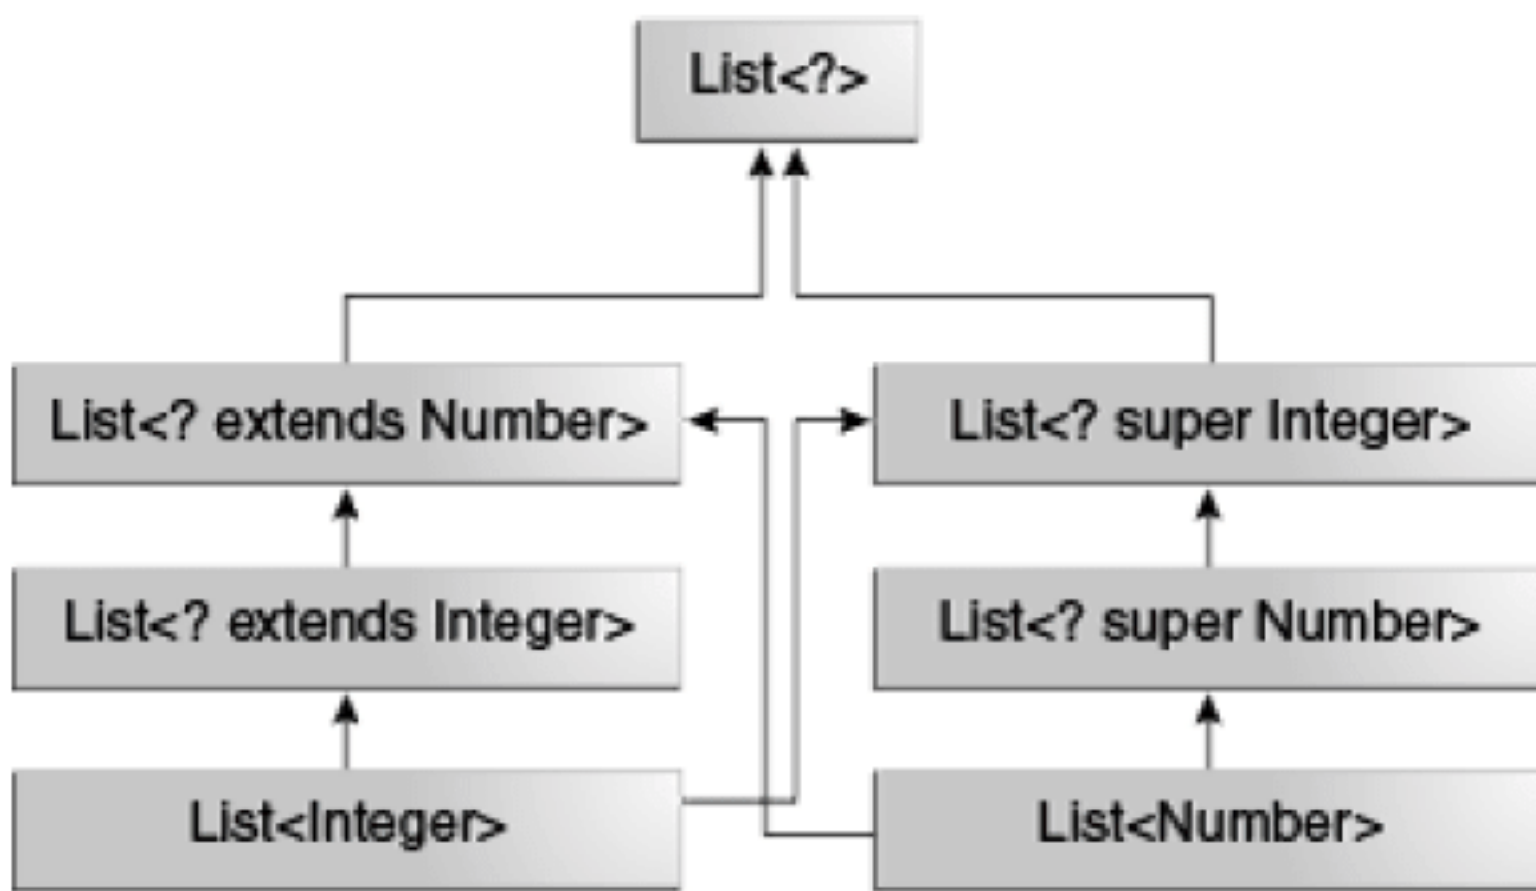 List<?>
List<? extends Number>
List<? super Integer>
List<? extends Integer>
List<? super Number>
List<Integer>
List<Number>